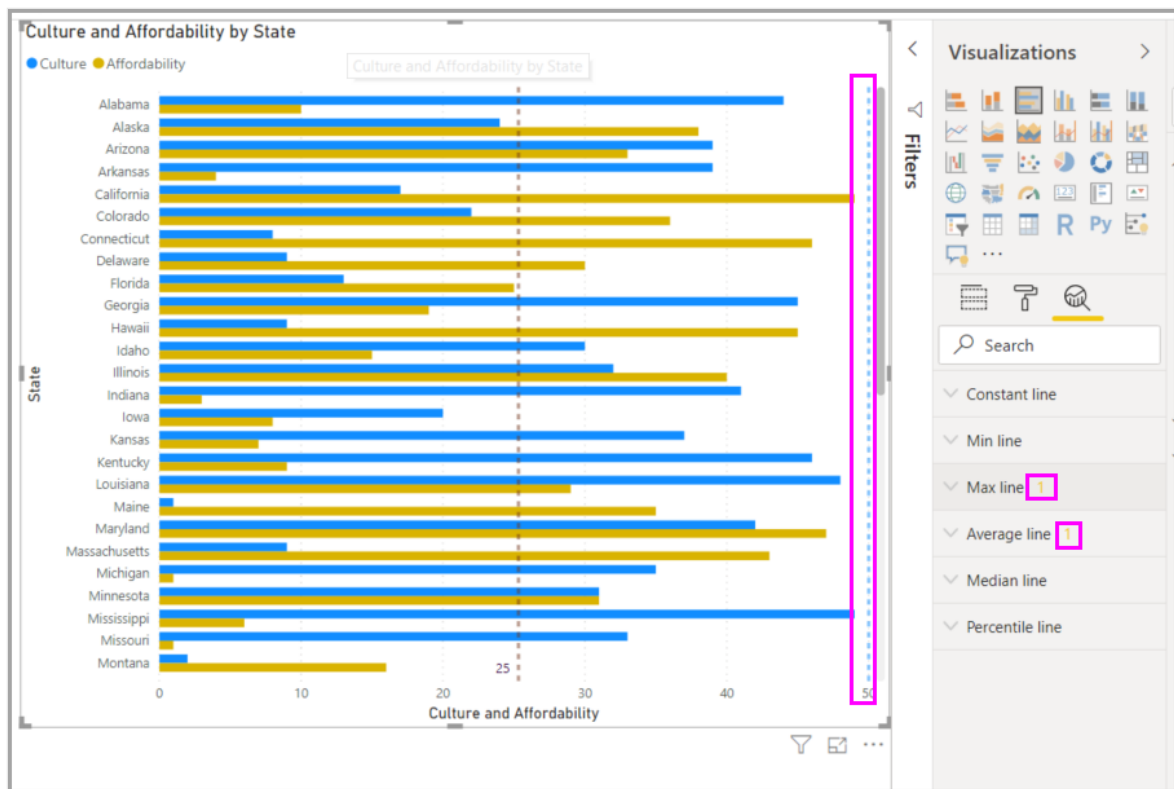 Culture and Affordability by State
Culture Affordability
Culture and Affordability by State
Alabama
Alaska
Arizona
Arkansas
California
Colorado
Connecticut
Delaware
Florida
Georgia
Hawaii
Idaho
Illinois
Indiana
Iowa
Kansas
Kentucky
Louisiana
Maine
Maryland
Massachusetts
Michigan
Minnesota
Mississippi
Missouri
Montana
State
25
0 10 20 30 40 50
Culture and Affordability
Filters
Visualizations
123
R Py
Search
Constant line
Min line
Max line 1
Average line 1
Median line
Percentile line